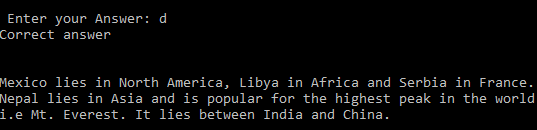 Enter your Answer: d
Correct answer
Mexico lies in North America, Libya in Africa and Serbia in France.
Nepal lies in Asia and is popular for the highest peak in the world
i.e Mt. Everest. It lies between India and China.